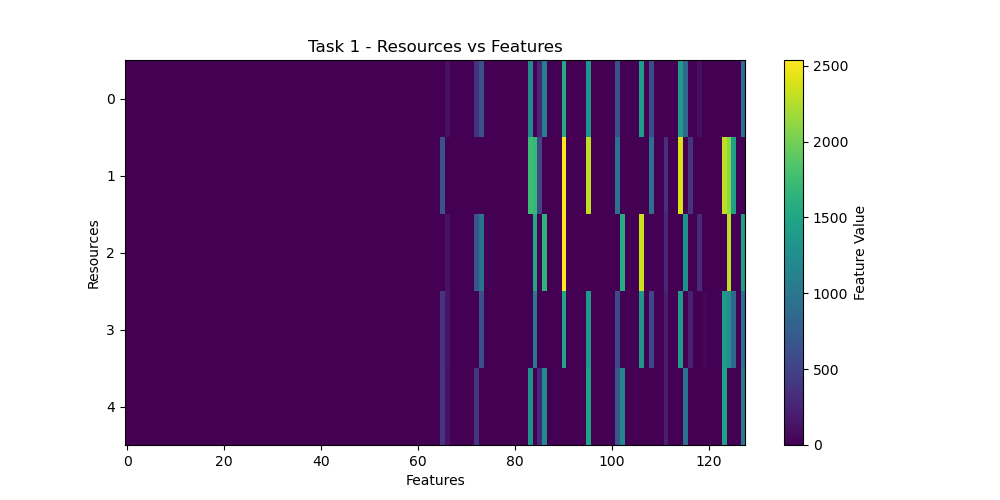 Task 1 - Resources vs Features
Resources
0
1
2
3
4
0 20 40 60 80 100 120
Features
2500
2000
1500
1000
500
0
Feature Value